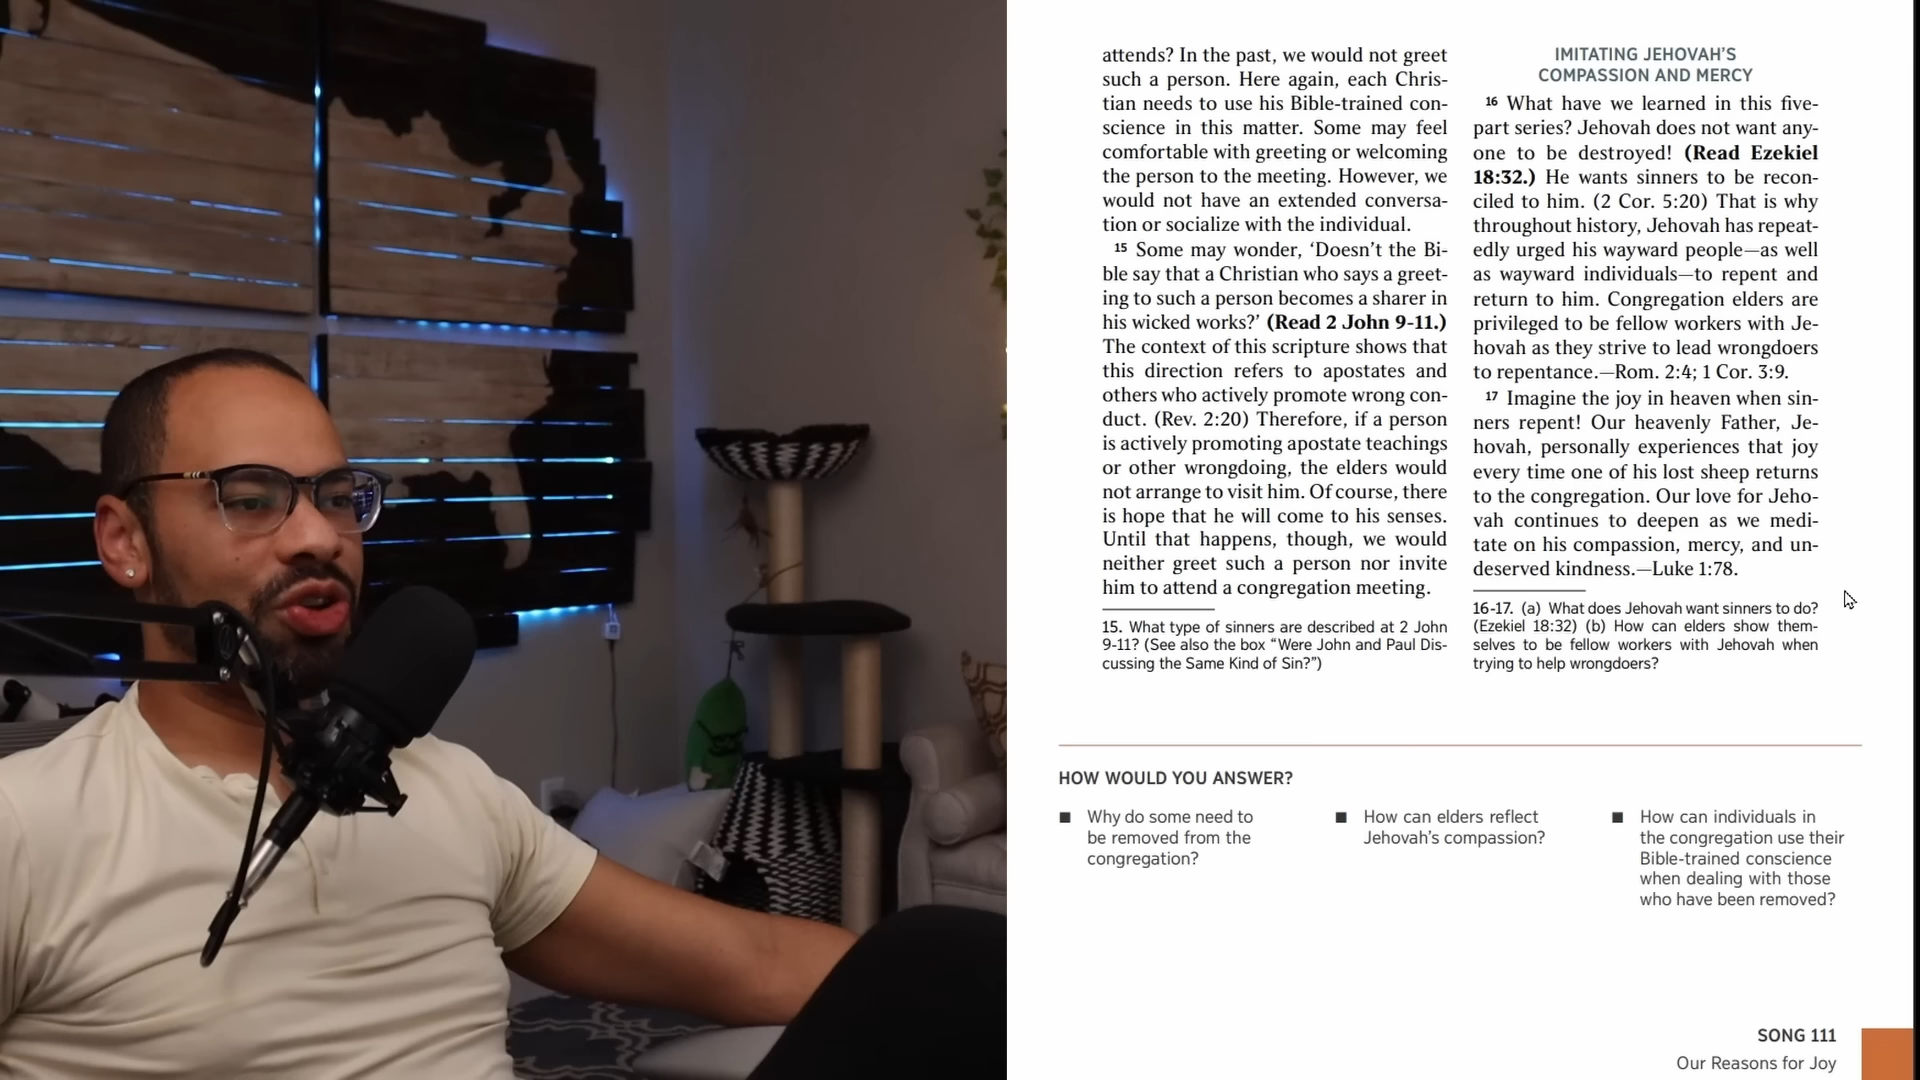 attends? In the past, we would not greet
such a person. Here again, each Chris-
tian needs to use his Bible-trained con-
science in this matter. Some may feel
comfortable with greeting or welcoming
the person to the meeting. However, we
would not have an extended conversa-
tion or socialize with the individual.
15 Some may wonder, ‘Doesn’t the Bi-
ble say that a Christian who says a greet-
ing to such a person becomes a sharer in
his wicked works?’ (Read 2 John 9-11.)
The context of this scripture shows that
this direction refers to apostates and
others who actively promote wrong con-
duct. (Rev. 2:20) Therefore, if a person
is actively promoting apostate teachings
or other wrongdoing, the elders would
not arrange to visit him. Of course, there
is hope that he will come to his senses.
Until that happens, though, we would
neither greet such a person nor invite
him to attend a congregation meeting.
15. What type of sinners are described at 2 John
9-11? (See also the box “Were John and Paul Dis-
cussing the Same Kind of Sin?”)
IMITATING JEHOVAH’S
COMPASSION AND MERCY
16 What have we learned in this five-
part series? Jehovah does not want any-
one to be destroyed! (Read Ezekiel
18:32.) He wants sinners to be recon-
ciled to him. (2 Cor. 5:20) That is why
throughout history, Jehovah has repeat-
edly urged his wayward people—as well
as wayward individuals—to repent and
return to him. Congregation elders are
privileged to be fellow workers with Je-
hovah as they strive to lead wrongdoers
to repentance.—Rom. 2:4; 1 Cor. 3:9.
17 Imagine the joy in heaven when sin-
ners repent! Our heavenly Father, Je-
hovah, personally experiences that joy
every time one of his lost sheep returns
to the congregation. Our love for Jeho-
vah continues to deepen as we medi-
tate on his compassion, mercy, and un-
deserved kindness.—Luke 1:78.
16-17. (a) What does Jehovah want sinners to do?
(Ezekiel 18:32) (b) How can elders show them-
selves to be fellow workers with Jehovah when
trying to help wrongdoers?
HOW WOULD YOU ANSWER?
■ Why do some need to
be removed from the
congregation?
■ How can elders reflect
Jehovah’s compassion?
■ How can individuals in
the congregation use their
Bible-trained conscience
when dealing with those
who have been removed?
SONG 111
Our Reasons for Joy